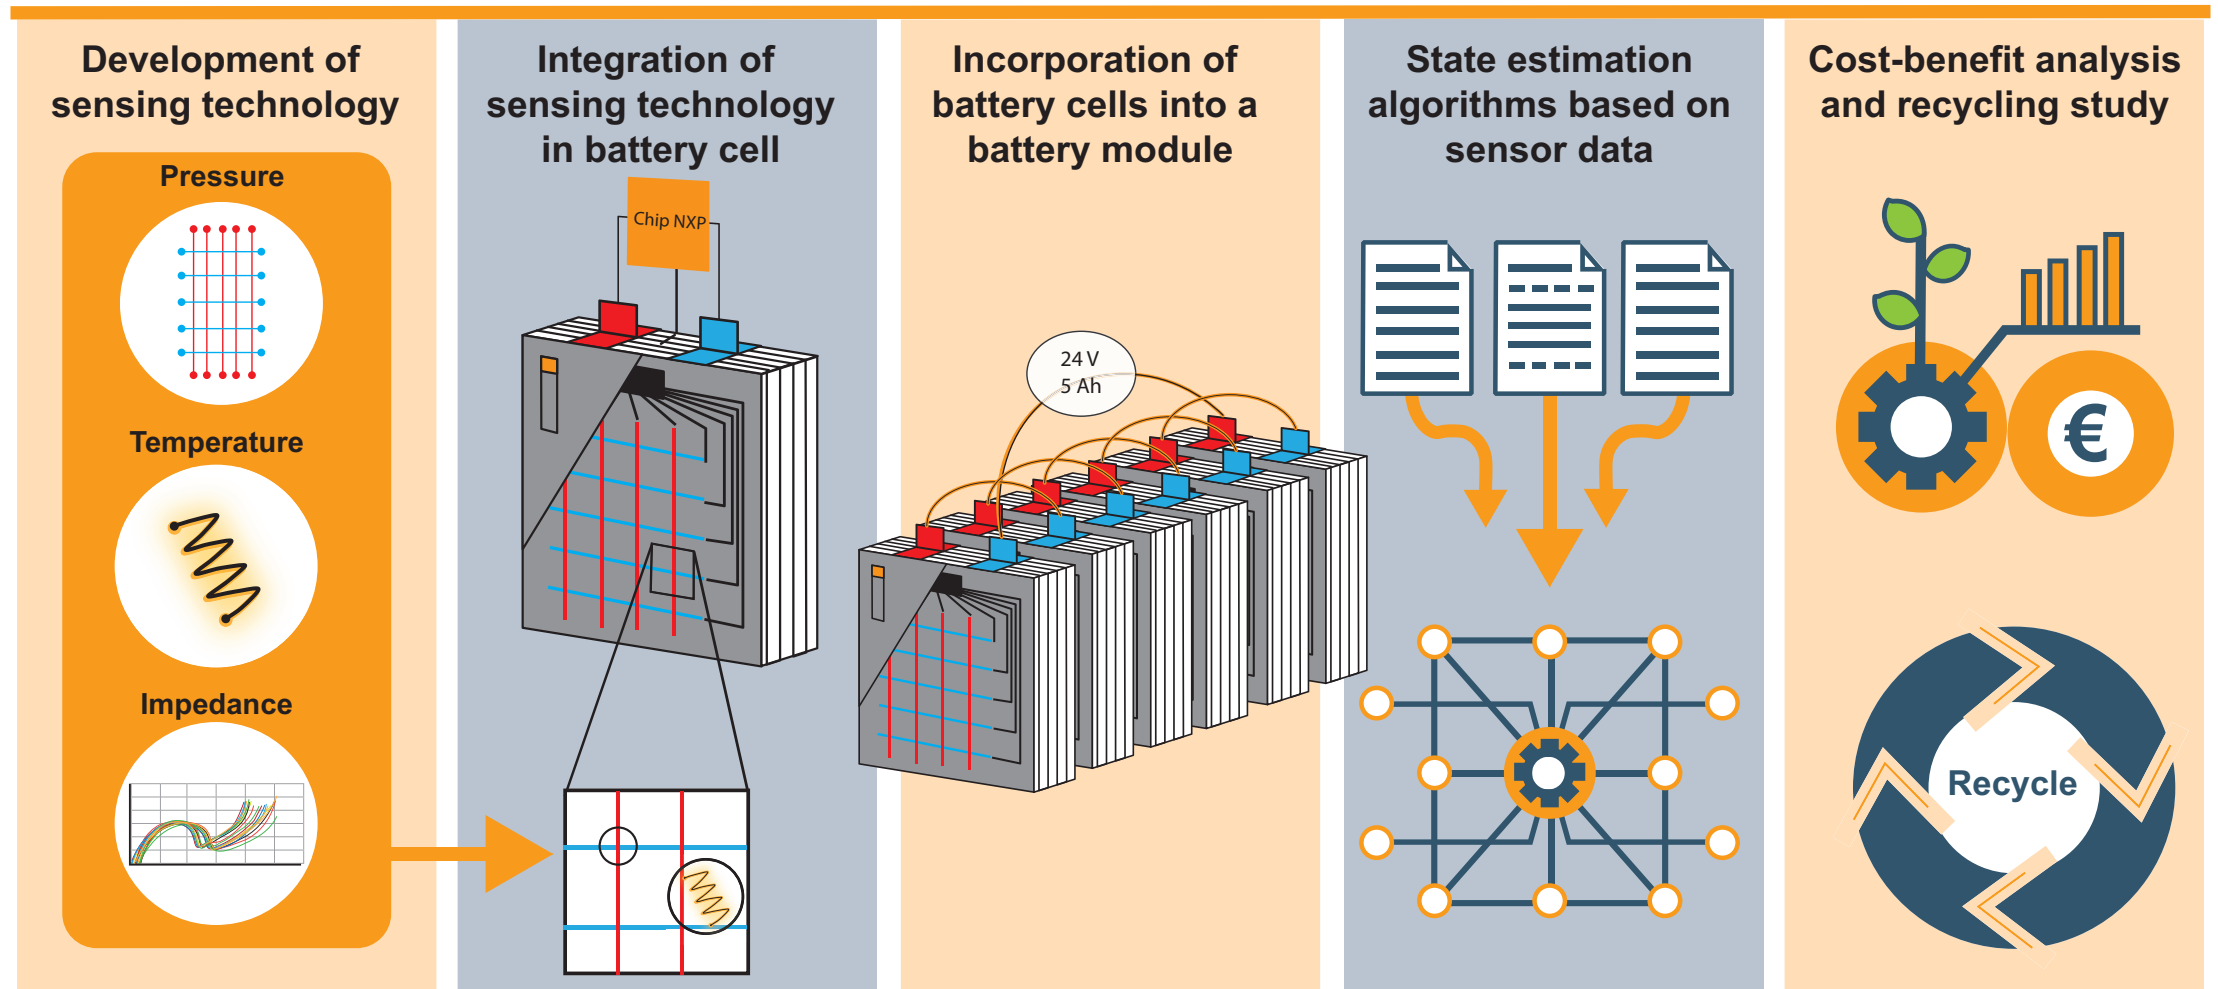 Development of
sensing technology
Pressure
Temperature
Impedance
Integration of
sensing technology
in battery cell
Chip NXP
Incorporation of
battery cells into a
battery module
24 V
5 Ah
State estimation
algorithms based on
sensor data
Cost-benefit analysis
and recycling study
€
Recycle